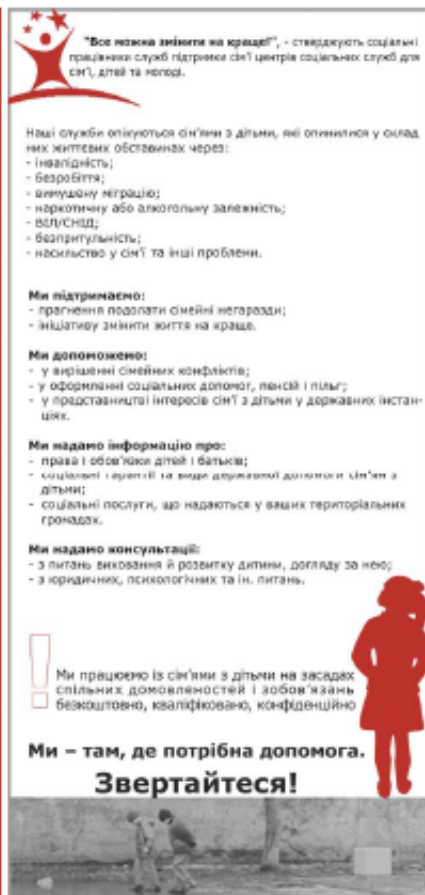 "Все можна змінити на краще!", - стверджують соціальні
працівники служб підтримки сім'ї центрів соціальних служб для
сім'ї, дітей та молоді.
Наші служби опікуються сім'ями з дітьми, які опинилися у склад
них життєвих обставинах через:
- інвалідність;
- безробіття;
- вимушену міграцію;
- наркотичну або алкогольну залежність;
- ВІЛ/СНІД;
- безпритульність;
- насильство у сім'ї та інші проблеми.
Ми підтримаємо:
- прагнення подолати сімейні негаразди;
- ініціативу змінити життя на краще.
Ми допоможемо:
- у вирішенні сімейних конфліктів;
- у оформленні соціальних допомог, пенсій і пільг;
- у представництві інтересів сім'ї з дітьми у державних інстан-
ціях.
Ми надамо інформацію про:
- права і обов'язки дітей і батьків;
- соціальні гарантії та види державної допомоги сім'ям з
дітьми;
- соціальні послуги, що надаються у ваших територіальних
громадах.
Ми надамо консультації:
- з питань виховання й розвитку дитини, догляду за нею;
- з юридичних, психологічних та ін. питань.
!
Ми працюємо із сім'ями з дітьми на засадах
спільних домовленостей і зобов'язань
безкоштовно, кваліфіковано, конфіденційно
Ми – там, де потрібна допомога.
Звертайтеся!